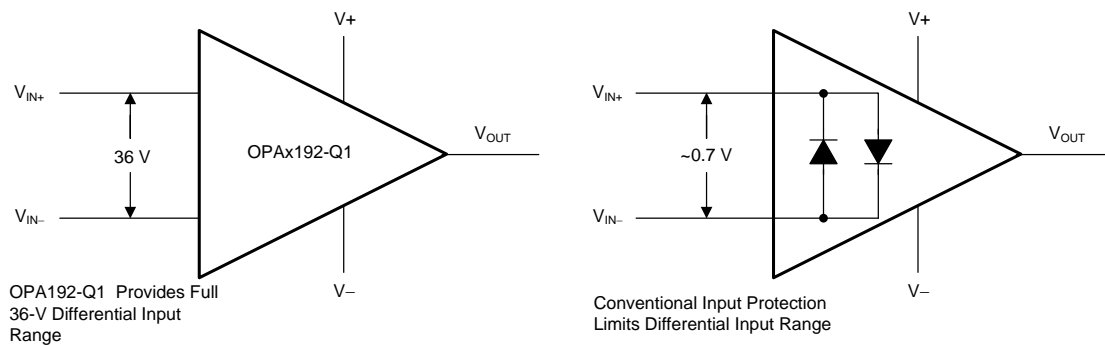 V+
VIN+
36 V
OPAx192-Q1
VOUT
VIN−
V−
OPA192-Q1 Provides Full
36-V Differential Input
Range
V+
VIN+
~0.7 V
VOUT
VIN−
V−
Conventional Input Protection
Limits Differential Input Range